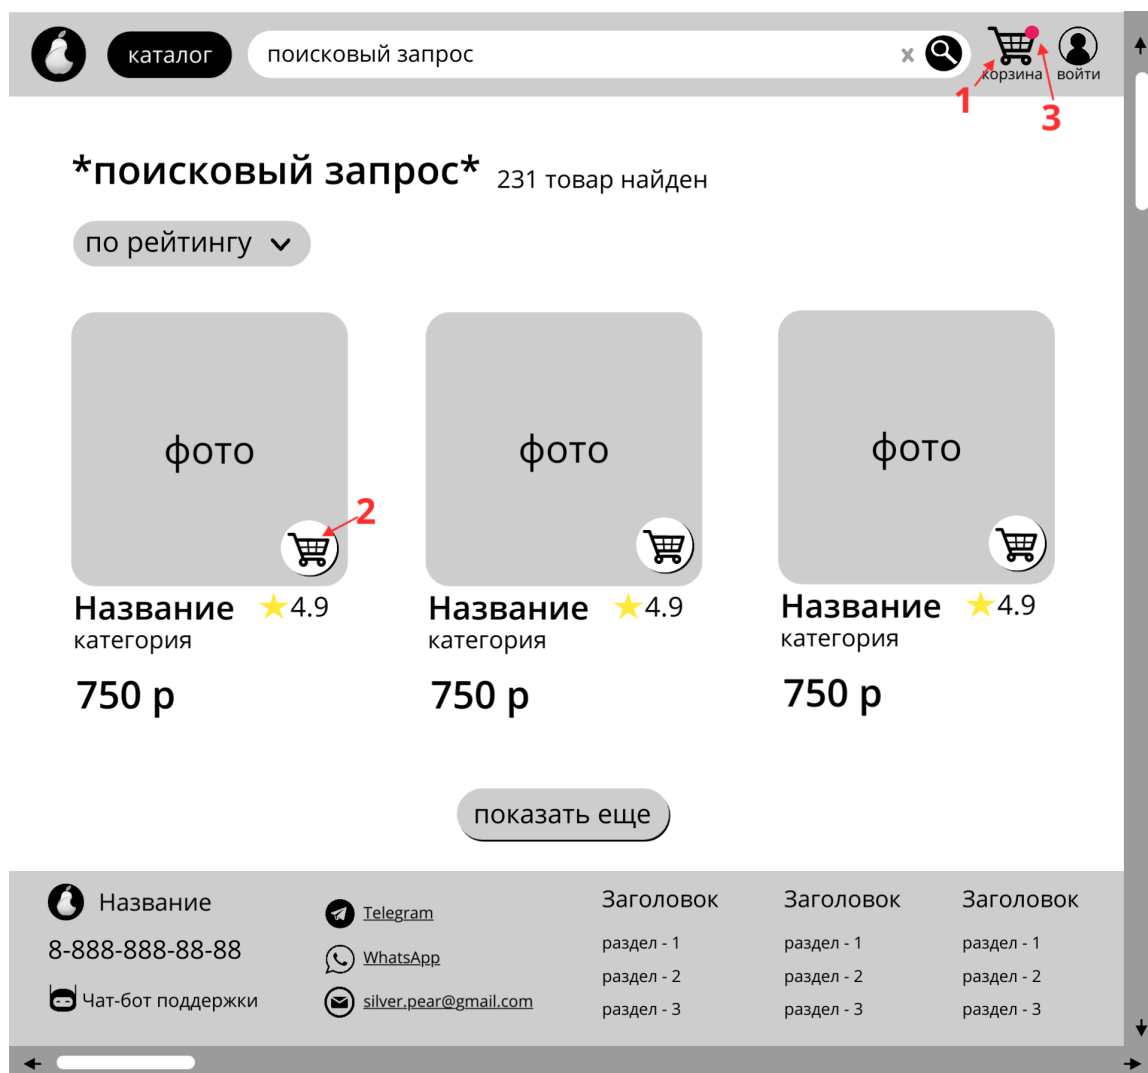 каталог
поисковый запрос
x
корзина
войти
1
3
*поисковый запрос*
231 товар найден
по рейтингу
фото
фото
фото
2
Название
4.9
Название
4.9
Название
4.9
категория
категория
категория
750 р
750 р
750 р
показать еще
Название
8-888-888-88-88
Чат-бот поддержки
Telegram
WhatsApp
silver.pear@gmail.com
Заголовок
раздел - 1
раздел - 2
раздел - 3
Заголовок
раздел - 1
раздел - 2
раздел - 3
Заголовок
раздел - 1
раздел - 2
раздел - 3